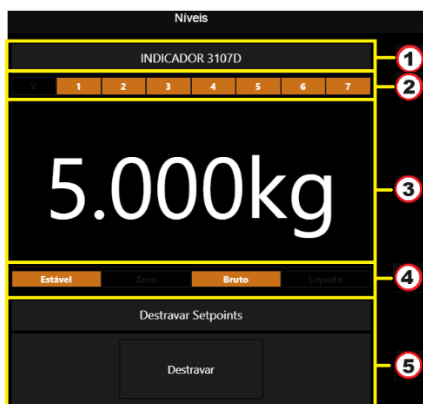 Níveis
INDICADOR 3107D
1
V 1 2 3 4 5 6 7
2
5.000kg
3
Estável Zero Bruto Líquido
4
Destravar Setpoints
Destravar
5